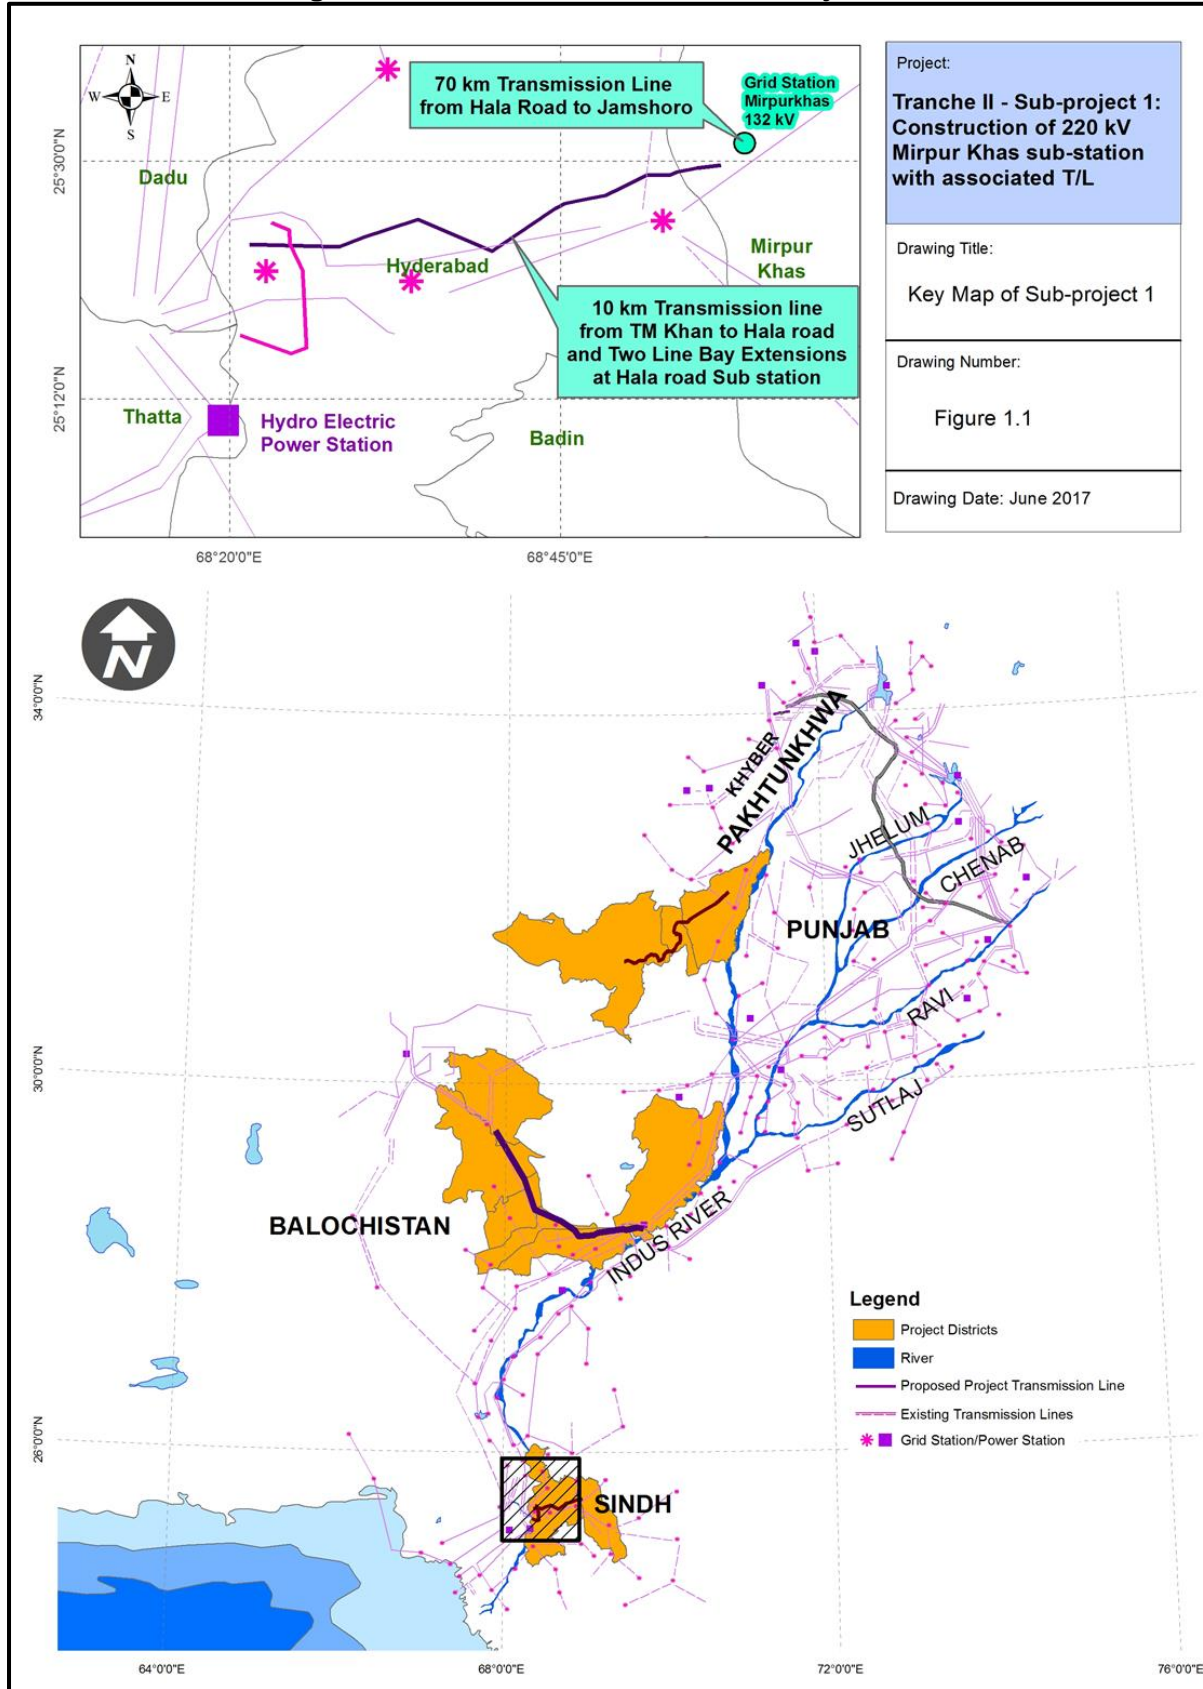 N
W
E
S
70 km Transmission Line
from Hala Road to Jamshoro
Grid Station
Mirpurkhas
132 kV
25°30'0"N
Dadu
Hyderabad
Mirpur
Khas
10 km Transmission line
from TM Khan to Hala road
and Two Line Bay Extensions
at Hala road Sub station
25°12'0"N
Thatta
Hydro Electric
Power Station
Badin
68°20'0"E
68°45'0"E
Project:
Tranche II - Sub-project 1:
Construction of 220 kV
Mirpur Khas sub-station
with associated T/L
Drawing Title:
Key Map of Sub-project 1
Drawing Number:
Figure 1.1
Drawing Date: June 2017
N
34°0'0"N
KHYBER
PAKHTUNKHWA
JHELUM
CHENAB
PUNJAB
RAVI
30°0'0"N
SUTLAJ
BALOCHISTAN
INDUS RIVER
Legend
Project Districts
River
Proposed Project Transmission Line
Existing Transmission Lines
Grid Station/Power Station
26°0'0"N
SINDH
64°0'0"E
68°0'0"E
72°0'0"E
76°0'0"E